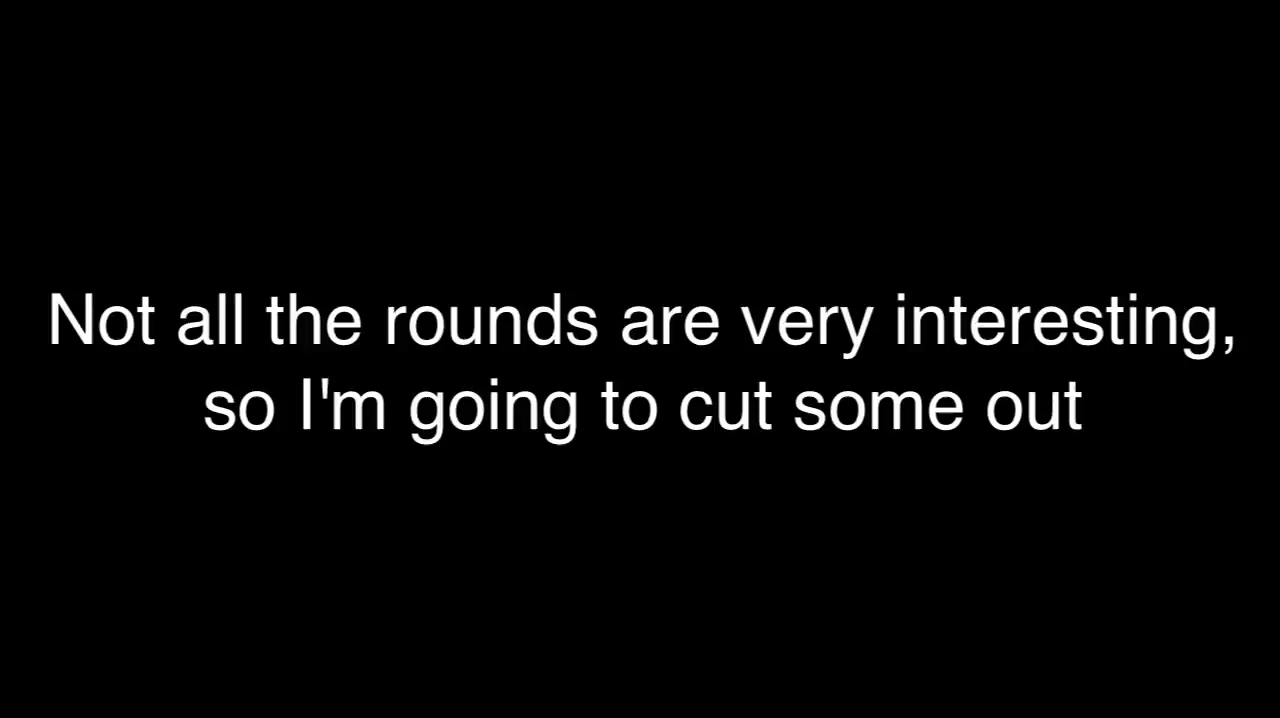 Not all the rounds are very interesting,
so I'm going to cut some out